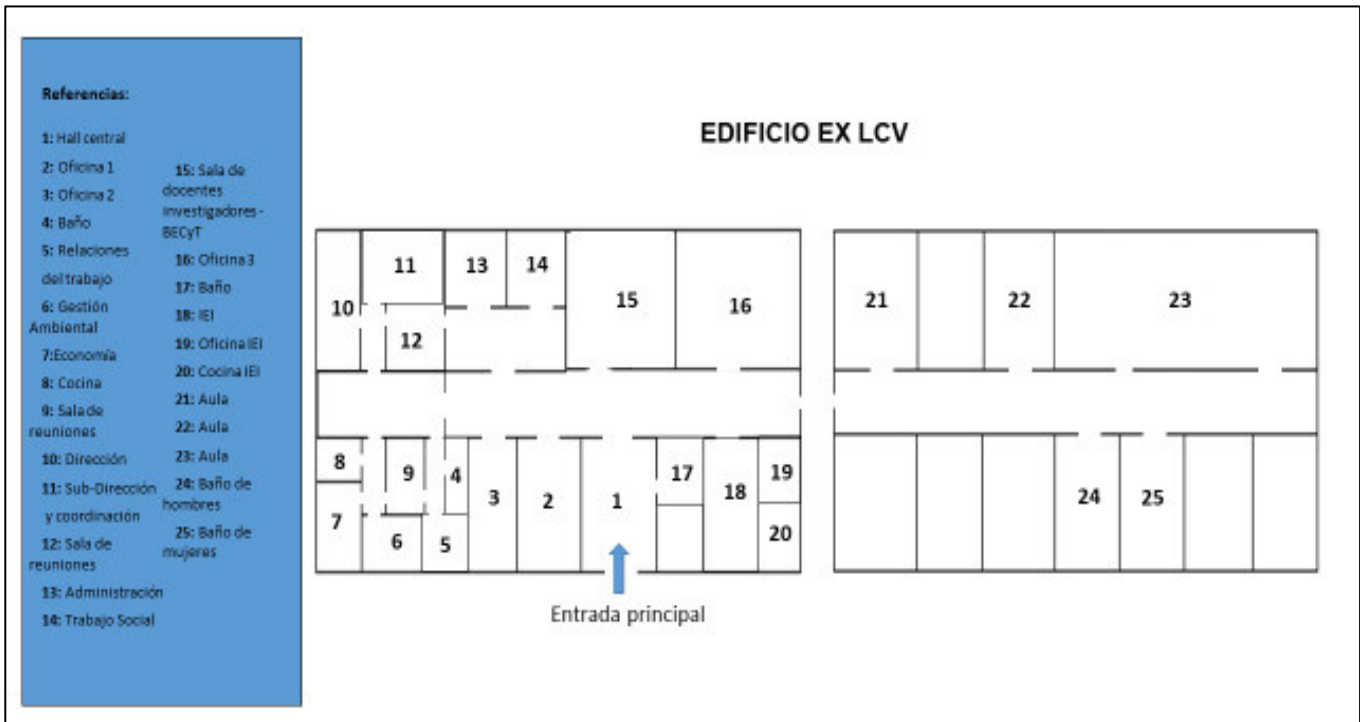 Referencias:
1: Hall central
2: Oficina 1
3: Oficina 2
4: Baño
5: Relaciones
del trabajo
6: Gestión
Ambiental
7:Economía
8: Cocina
9: Sala de
reuniones
10: Dirección
11: Sub-Dirección
y coordinación
12: Sala de
reuniones
13: Administración
14: Trabajo Social
15: Sala de
docentes
investigadores-
BECyT
16: Oficina 3
17: Baño
18: IEI
19: Oficina IEI
20: Cocina IEI
21: Aula
22: Aula
23: Aula
24: Baño de
hombres
25: Baño de
mujeres
EDIFICIO EX LCV
10
11
13
14
12
15
16
21
22
23
8
7
9
6
4
5
3
2
1
17
18
19
20
24
25
Entrada principal